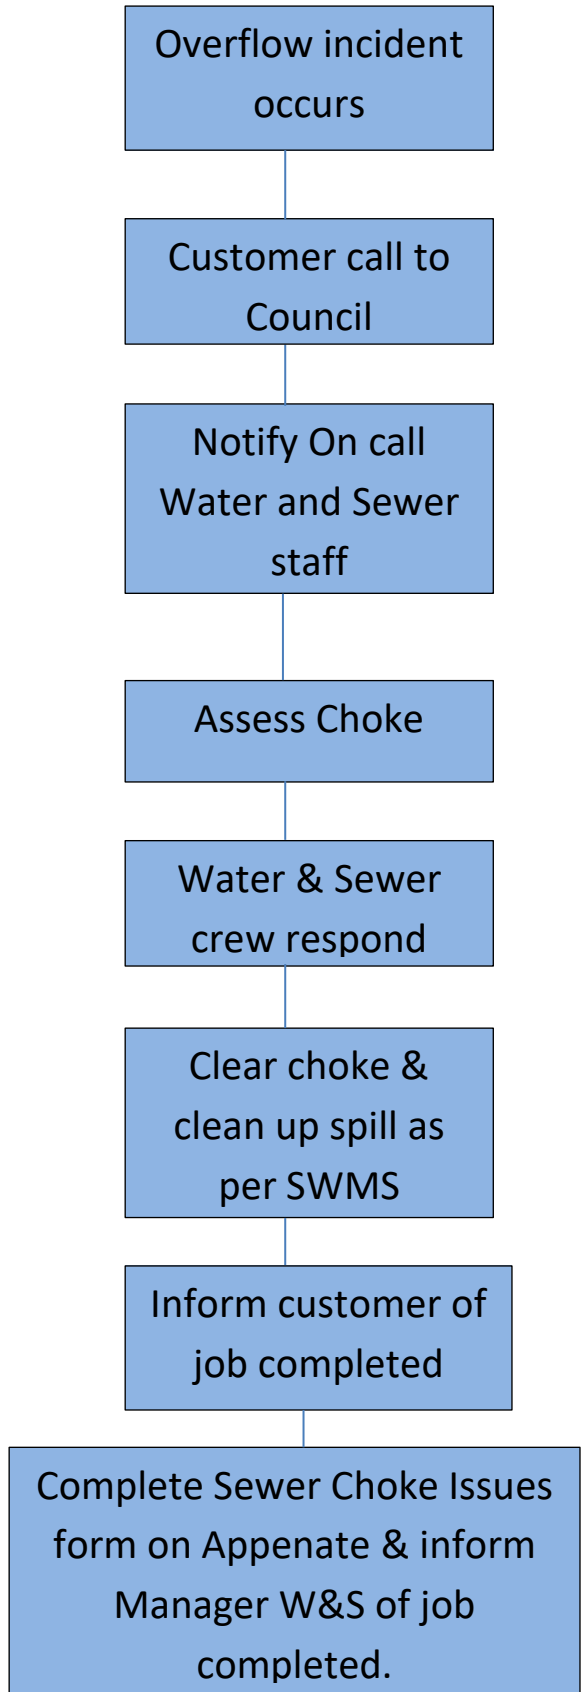 Overflow incident
occurs
Customer call to
Council
Notify On call
Water and Sewer
staff
Assess Choke
Water & Sewer
crew respond
Clear choke &
clean up spill as
per SWMS
Inform customer of
job completed
Complete Sewer Choke Issues
form on Appenate & inform
Manager W&S of job
completed.